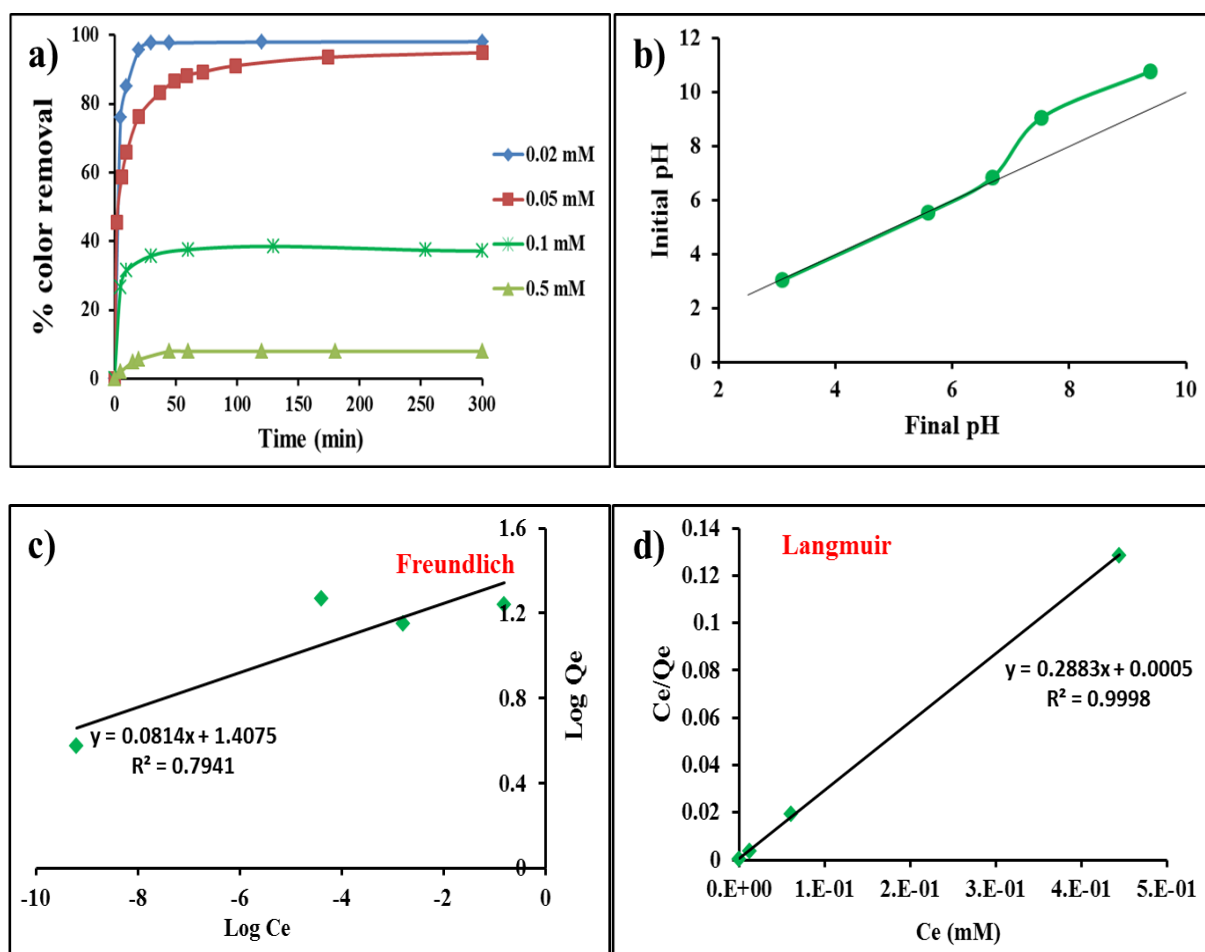 a)
100
80
60
40
20
0
% color removal
0 50 100 150 200 250 300
Time (min)
0.02 mM
0.05 mM
0.1 mM
0.5 mM
b)
12
10
8
6
4
2
0
Initial pH
2 4 6 8 10
Final pH
c)
Freundlich
1.6
1.2
0.8
0.4
0
Log Qe
y = 0.0814x + 1.4075
R² = 0.7941
-10 -8 -6 -4 -2 0
Log Ce
d)
Langmuir
0.14
0.12
0.1
0.08
0.06
0.04
0.02
0
Ce/Qe
y = 0.2883x + 0.0005
R² = 0.9998
0.E+00 1.E-01 2.E-01 3.E-01 4.E-01 5.E-01
Ce (mM)